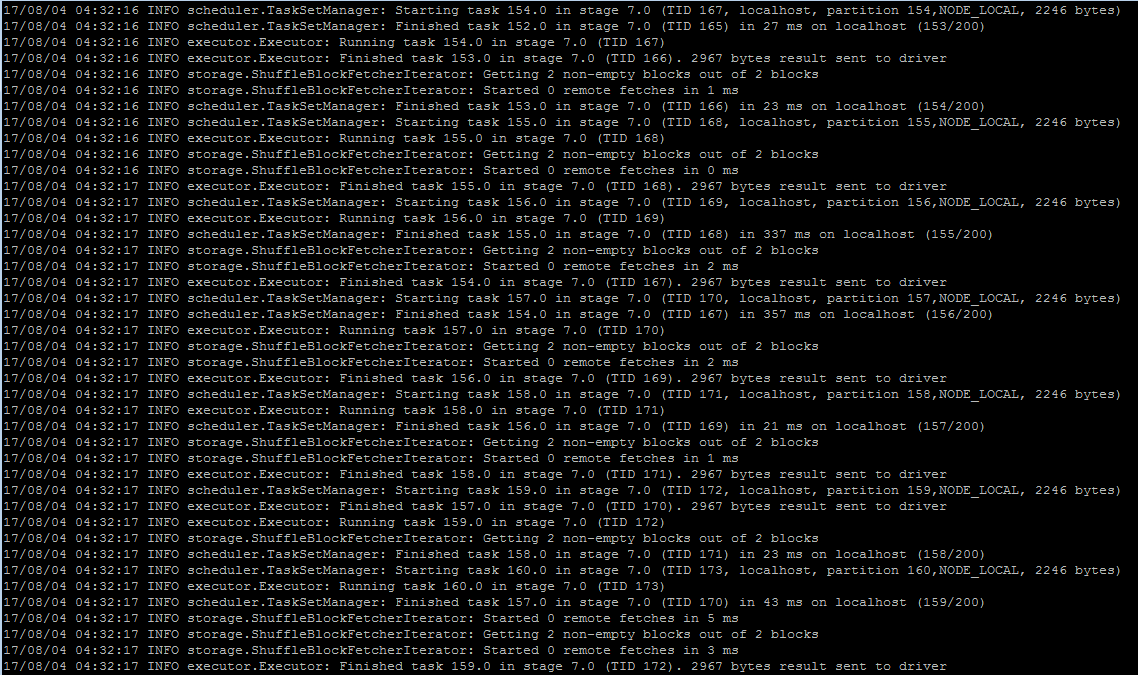 17/08/04 04:32:16 INFO scheduler.TaskSetManager: Starting task 154.0 in stage 7.0 (TID 167, localhost, partition 154,NODE_LOCAL, 2246 bytes)
17/08/04 04:32:16 INFO scheduler.TaskSetManager: Finished task 152.0 in stage 7.0 (TID 165) in 27 ms on localhost (153/200)
17/08/04 04:32:16 INFO executor.Executor: Running task 154.0 in stage 7.0 (TID 167)
17/08/04 04:32:16 INFO executor.Executor: Finished task 153.0 in stage 7.0 (TID 166). 2967 bytes result sent to driver
17/08/04 04:32:16 INFO storage.ShuffleBlockFetcherIterator: Getting 2 non-empty blocks out of 2 blocks
17/08/04 04:32:16 INFO storage.ShuffleBlockFetcherIterator: Started 0 remote fetches in 1 ms
17/08/04 04:32:16 INFO scheduler.TaskSetManager: Finished task 153.0 in stage 7.0 (TID 166) in 23 ms on localhost (154/200)
17/08/04 04:32:16 INFO scheduler.TaskSetManager: Starting task 155.0 in stage 7.0 (TID 168, localhost, partition 155,NODE_LOCAL, 2246 bytes)
17/08/04 04:32:16 INFO executor.Executor: Running task 155.0 in stage 7.0 (TID 168)
17/08/04 04:32:16 INFO storage.ShuffleBlockFetcherIterator: Getting 2 non-empty blocks out of 2 blocks
17/08/04 04:32:16 INFO storage.ShuffleBlockFetcherIterator: Started 0 remote fetches in 0 ms
17/08/04 04:32:17 INFO executor.Executor: Finished task 155.0 in stage 7.0 (TID 168). 2967 bytes result sent to driver
17/08/04 04:32:17 INFO scheduler.TaskSetManager: Starting task 156.0 in stage 7.0 (TID 169, localhost, partition 156,NODE_LOCAL, 2246 bytes)
17/08/04 04:32:17 INFO executor.Executor: Running task 156.0 in stage 7.0 (TID 169)
17/08/04 04:32:17 INFO scheduler.TaskSetManager: Finished task 155.0 in stage 7.0 (TID 168) in 337 ms on localhost (155/200)
17/08/04 04:32:17 INFO storage.ShuffleBlockFetcherIterator: Getting 2 non-empty blocks out of 2 blocks
17/08/04 04:32:17 INFO storage.ShuffleBlockFetcherIterator: Started 0 remote fetches in 2 ms
17/08/04 04:32:17 INFO executor.Executor: Finished task 154.0 in stage 7.0 (TID 167). 2967 bytes result sent to driver
17/08/04 04:32:17 INFO scheduler.TaskSetManager: Starting task 157.0 in stage 7.0 (TID 170, localhost, partition 157,NODE_LOCAL, 2246 bytes)
17/08/04 04:32:17 INFO scheduler.TaskSetManager: Finished task 154.0 in stage 7.0 (TID 167) in 357 ms on localhost (156/200)
17/08/04 04:32:17 INFO executor.Executor: Running task 157.0 in stage 7.0 (TID 170)
17/08/04 04:32:17 INFO storage.ShuffleBlockFetcherIterator: Getting 2 non-empty blocks out of 2 blocks
17/08/04 04:32:17 INFO storage.ShuffleBlockFetcherIterator: Started 0 remote fetches in 2 ms
17/08/04 04:32:17 INFO executor.Executor: Finished task 156.0 in stage 7.0 (TID 169). 2967 bytes result sent to driver
17/08/04 04:32:17 INFO scheduler.TaskSetManager: Starting task 158.0 in stage 7.0 (TID 171, localhost, partition 158,NODE_LOCAL, 2246 bytes)
17/08/04 04:32:17 INFO executor.Executor: Running task 158.0 in stage 7.0 (TID 171)
17/08/04 04:32:17 INFO scheduler.TaskSetManager: Finished task 156.0 in stage 7.0 (TID 169) in 21 ms on localhost (157/200)
17/08/04 04:32:17 INFO storage.ShuffleBlockFetcherIterator: Getting 2 non-empty blocks out of 2 blocks
17/08/04 04:32:17 INFO storage.ShuffleBlockFetcherIterator: Started 0 remote fetches in 1 ms
17/08/04 04:32:17 INFO executor.Executor: Finished task 158.0 in stage 7.0 (TID 171). 2967 bytes result sent to driver
17/08/04 04:32:17 INFO scheduler.TaskSetManager: Starting task 159.0 in stage 7.0 (TID 172, localhost, partition 159,NODE_LOCAL, 2246 bytes)
17/08/04 04:32:17 INFO executor.Executor: Finished task 157.0 in stage 7.0 (TID 170). 2967 bytes result sent to driver
17/08/04 04:32:17 INFO executor.Executor: Running task 159.0 in stage 7.0 (TID 172)
17/08/04 04:32:17 INFO storage.ShuffleBlockFetcherIterator: Getting 2 non-empty blocks out of 2 blocks
17/08/04 04:32:17 INFO scheduler.TaskSetManager: Finished task 158.0 in stage 7.0 (TID 171) in 23 ms on localhost (158/200)
17/08/04 04:32:17 INFO scheduler.TaskSetManager: Starting task 160.0 in stage 7.0 (TID 173, localhost, partition 160,NODE_LOCAL, 2246 bytes)
17/08/04 04:32:17 INFO executor.Executor: Running task 160.0 in stage 7.0 (TID 173)
17/08/04 04:32:17 INFO scheduler.TaskSetManager: Finished task 157.0 in stage 7.0 (TID 170) in 43 ms on localhost (159/200)
17/08/04 04:32:17 INFO storage.ShuffleBlockFetcherIterator: Started 0 remote fetches in 5 ms
17/08/04 04:32:17 INFO storage.ShuffleBlockFetcherIterator: Getting 2 non-empty blocks out of 2 blocks
17/08/04 04:32:17 INFO storage.ShuffleBlockFetcherIterator: Started 0 remote fetches in 3 ms
17/08/04 04:32:17 INFO executor.Executor: Finished task 159.0 in stage 7.0 (TID 172). 2967 bytes result sent to driver